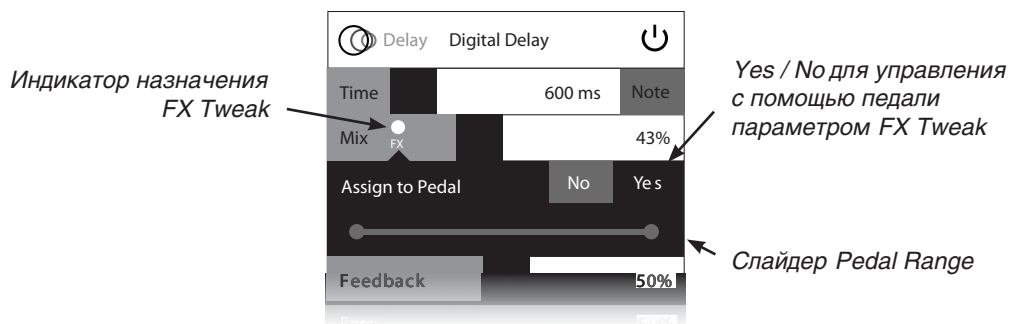 Delay Digital Delay
Индикатор назначения
FX Tweak
Time 600 ms Note
Mix FX 43%
Yes / No для управления
с помощью педали
параметром FX Tweak
Assign to Pedal No Yes
Слайдер Pedal Range
Feedback 50%